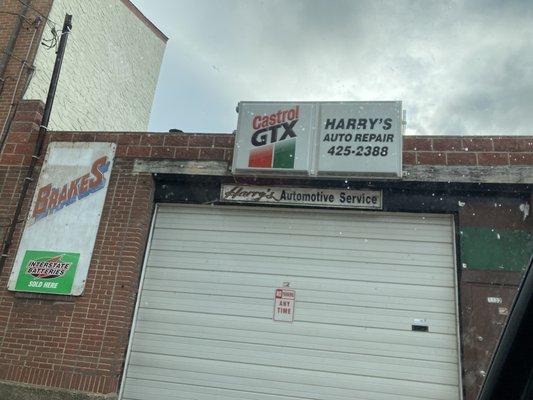 Castrol
GTX
HARRY'S
AUTO REPAIR
425-2388
Harry's Automotive Service
BRAKES
INTERSTATE
BATTERIES
SOLD HERE
NO PARKING
ANY
TIME